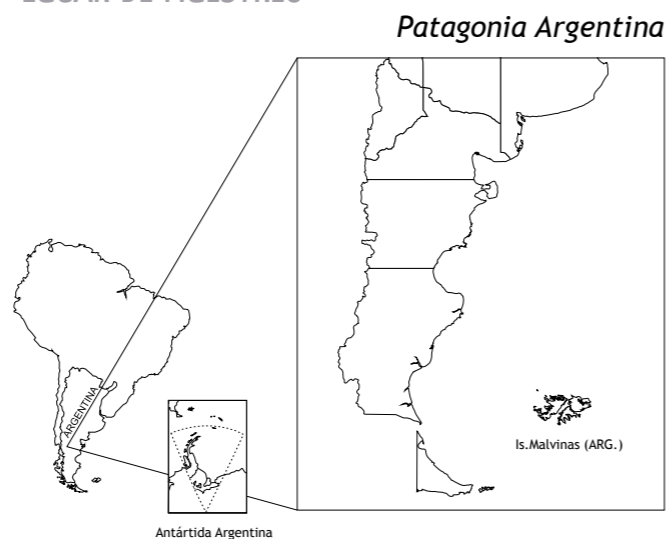 Patagonia Argentina
ARGENTINA
Is.Malvinas (ARG.)
Antártida Argentina